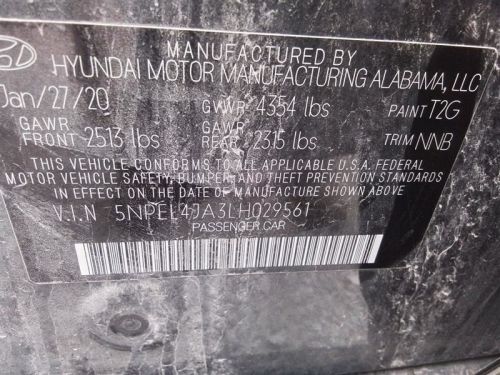 MANUFACTURED BY
HYUNDAI MOTOR MANUFACTURING ALABAMA, LLC
Jan/27/20 GVWR 4354 lbs PAINT T2G
GAWR FRONT 2513 lbs GAWR REAR 2315 lbs TRIM NNB
THIS VEHICLE CONFORMS TO ALL APPLICABLE U.S.A. FEDERAL
MOTOR VEHICLE SAFETY, BUMPER, AND THEFT PREVENTION STANDARDS
IN EFFECT ON THE DATE OF MANUFACTURE SHOWN ABOVE.
V.I.N 5NPEL4JA3LH029561
PASSENGER CAR